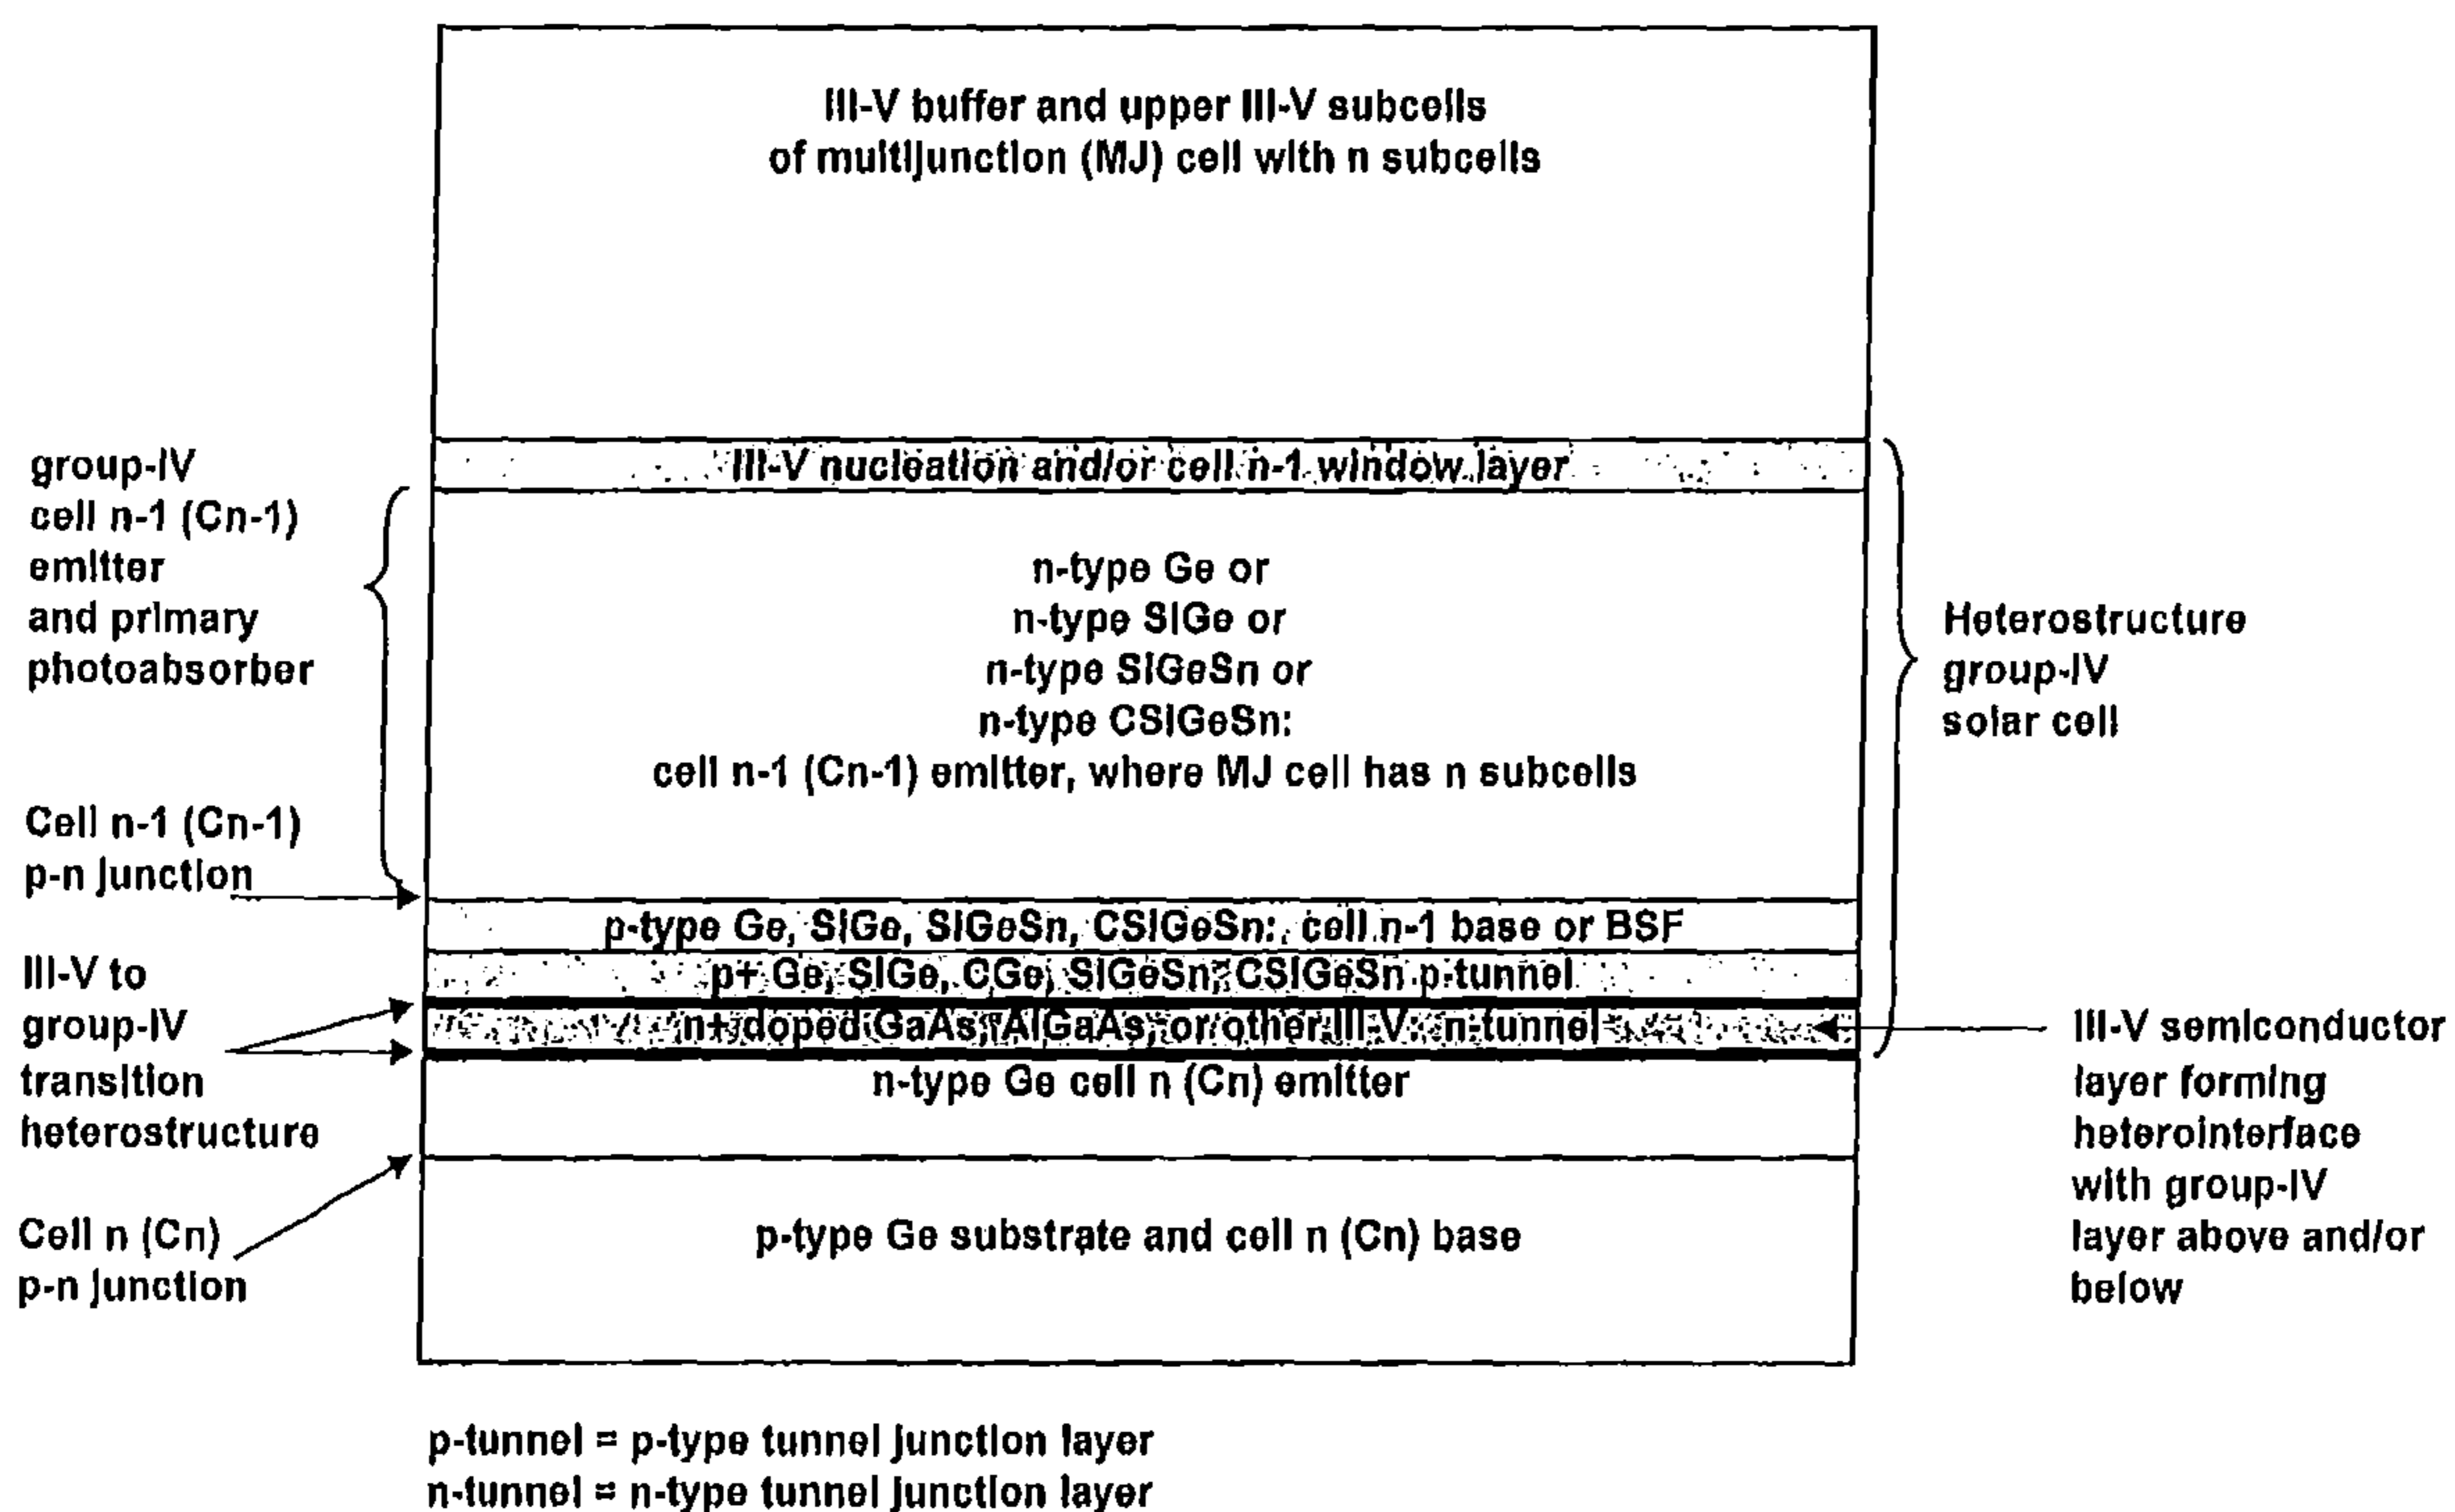 III-V buffer and upper III-V subcells
of multijunction (MJ) cell with n subcells
III-V nucleation and/or cell n-1 window layer
group-IV
cell n-1 (Cn-1)
emitter
and primary
photoabsorber
n-type Ge or
n-type SiGe or
n-type SiGeSn or
n-type CSiGeSn:
cell n-1 (Cn-1) emitter, where MJ cell has n subcells
Heterostructure
group-IV
solar cell
Cell n-1 (Cn-1)
p-n junction
p-type Ge, SiGe, SiGeSn, CSiGeSn: cell n-1 base or BSF
p+ Ge, SiGe, CGe, SiGeSn, CSiGeSn p-tunnel
n+ doped GaAs, AlGaAs, or other III-V n-tunnel
III-V to
group-IV
transition
heterostructure
n-type Ge cell n (Cn) emitter
III-V semiconductor
layer forming
heterointerface
with group-IV
layer above and/or
below
Cell n (Cn)
p-n junction
p-type Ge substrate and cell n (Cn) base
p-tunnel = p-type tunnel junction layer
n-tunnel = n-type tunnel junction layer